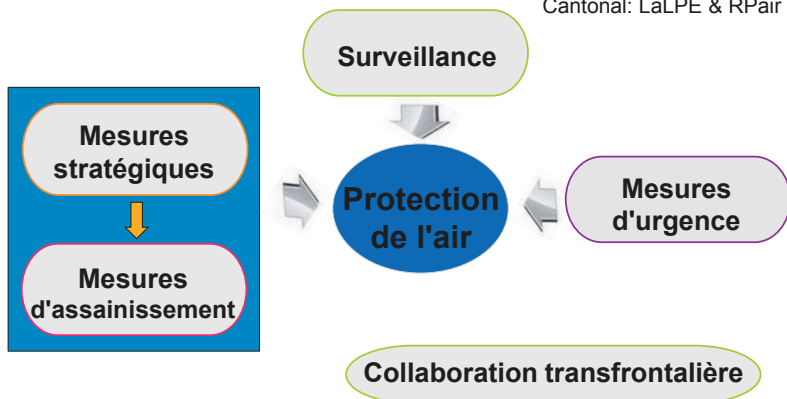 Cantonal: LaLPE & RPair
Surveillance
Mesures
stratégiques
Mesures
d'assainissement
Protection
de l'air
Mesures
d'urgence
Collaboration transfrontalière